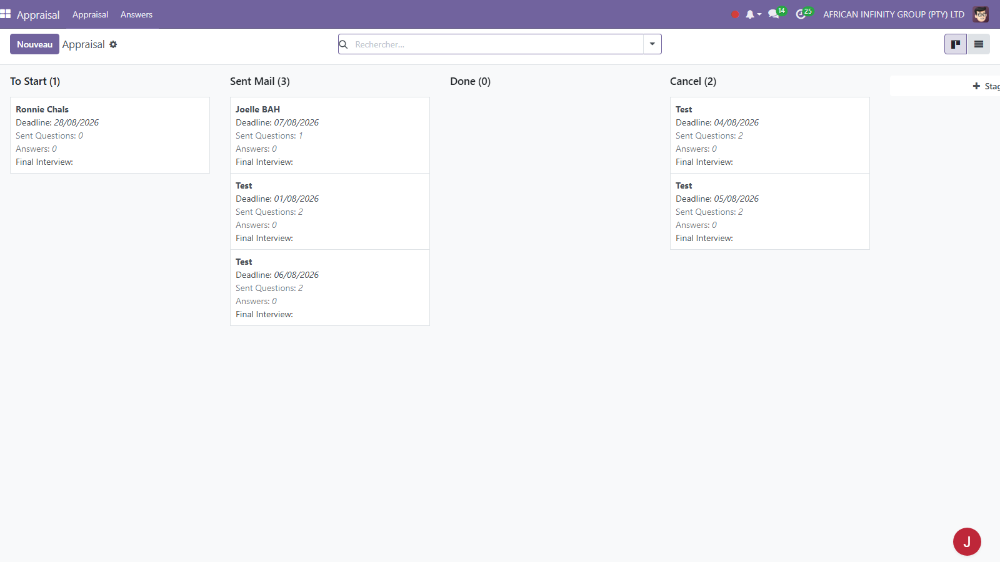 Appraisal Appraisal Answers 14 25 AFRICAN INFINITY GROUP (PTY) LTD
Nouveau Appraisal Rechercher...
To Start (1)
Ronnie Chals
Deadline: 28/08/2026
Sent Questions: 0
Answers: 0
Final Interview:
Sent Mail (3)
Joelle BAH
Deadline: 07/08/2026
Sent Questions: 1
Answers: 0
Final Interview:
Test
Deadline: 01/08/2026
Sent Questions: 2
Answers: 0
Final Interview:
Test
Deadline: 06/08/2026
Sent Questions: 2
Answers: 0
Final Interview:
Done (0)
Cancel (2)
Test
Deadline: 04/08/2026
Sent Questions: 2
Answers: 0
Final Interview:
Test
Deadline: 05/08/2026
Sent Questions: 2
Answers: 0
Final Interview:
+ Stag
J